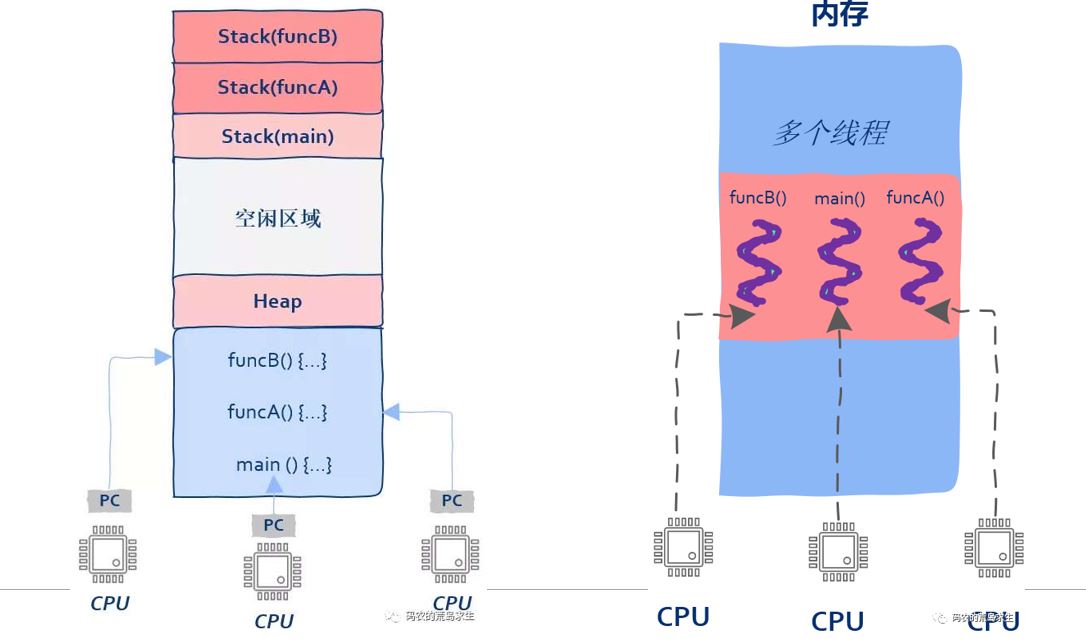 Stack(funcB)
Stack(funcA)
Stack(main)
空闲区域
Heap
funcB() {...}
funcA() {...}
main () {...}
PC
PC
PC
CPU
CPU
CPU
码农的荒岛求生
内存
多个线程
funcB()
main()
funcA()
CPU
CPU
CPU
码农的荒岛求生